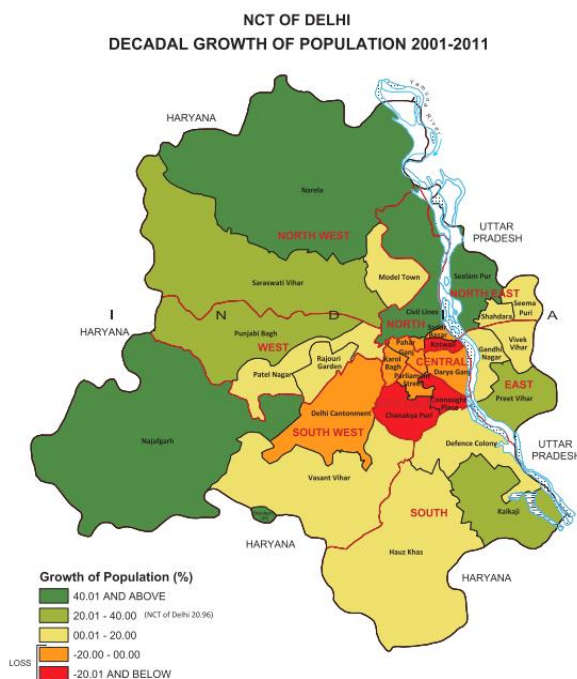 NCT OF DELHI
DECADAL GROWTH OF POPULATION 2001-2011
Yamuna River
HARYANA
Narela
UTTAR
PRADESH
NORTH WEST
Seelam Pur
Saraswati Vihar
Model Town
NORTH EAST
Seema
Puri
Civil Lines
Shahdara
I N D I A
NORTH
HARYANA
Punjabi Bagh
Sadar
Bazar
Kotwali
Vivek
Vihar
WEST
Pahar
Ganj
Gandhi
Nagar
Rajouri
Garden
Karol
Bagh
CENTRAL
Darya Ganj
Patel Nagar
Parliament
Street
EAST
Preet Vihar
Delhi Cantonment
Connaught
Place
Chanakya Puri
Najafgarh
SOUTH WEST
Defence Colony
UTTAR
PRADESH
Vasant Vihar
SOUTH
Kalkaji
HARYANA
Hauz Khas
HARYANA
Growth of Population (%)
40.01 AND ABOVE
20.01 - 40.00 (NCT of Delhi 20.96)
00.01 - 20.00
-20.00 - 00.00
LOSS
-20.01 AND BELOW